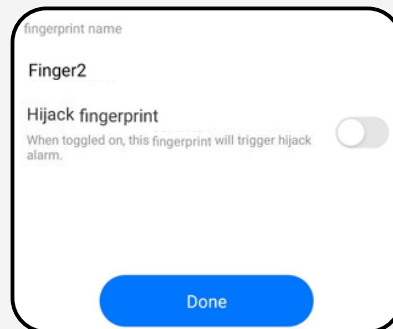 fingerprint name
Finger2
Hijack fingerprint
When toggled on, this fingerprint will trigger hijack
alarm.
Done